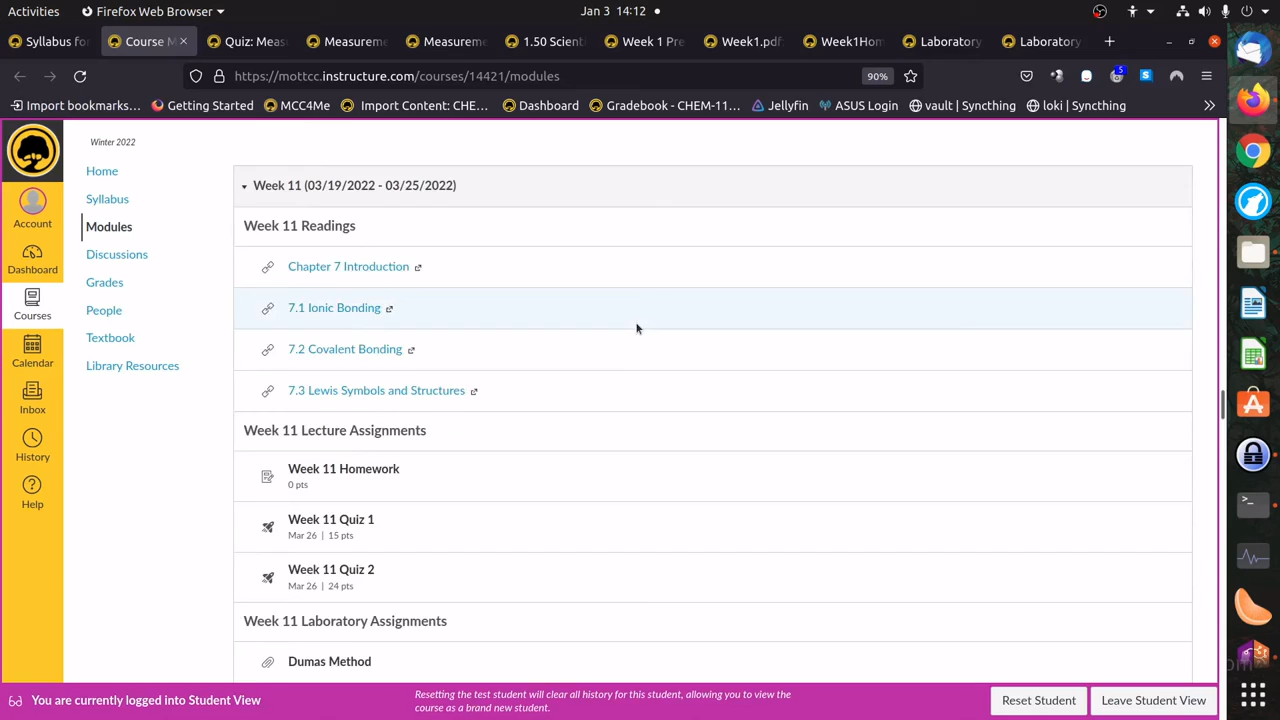 Activities
Firefox Web Browser
Jan 3 14:12
Syllabus for
Course M
Quiz: Meas
Measureme
Measurem
1.50 Scienti
Week 1 Pre
Week1.pdf
Week1Hom
Laboratory
Laboratory
https://mottcc.instructure.com/courses/14421/modules
90%
5
S
Import bookmarks...
Getting Started
MCC4Me
Import Content: CHE...
Dashboard
Gradebook - CHEM-11...
Jellyfin
ASUS Login
vault | Syncthing
loki | Syncthing
Winter 2022
Account
Dashboard
Courses
Calendar
Inbox
History
Help
Home
Syllabus
Modules
Discussions
Grades
People
Textbook
Library Resources
Week 11 (03/19/2022 - 03/25/2022)
Week 11 Readings
Chapter 7 Introduction
7.1 Ionic Bonding
7.2 Covalent Bonding
7.3 Lewis Symbols and Structures
Week 11 Lecture Assignments
Week 11 Homework
0 pts
Week 11 Quiz 1
Mar 26 | 15 pts
Week 11 Quiz 2
Mar 26 | 24 pts
Week 11 Laboratory Assignments
Dumas Method
You are currently logged into Student View
Resetting the test student will clear all history for this student, allowing you to view the
course as a brand new student.
Reset Student
Leave Student View